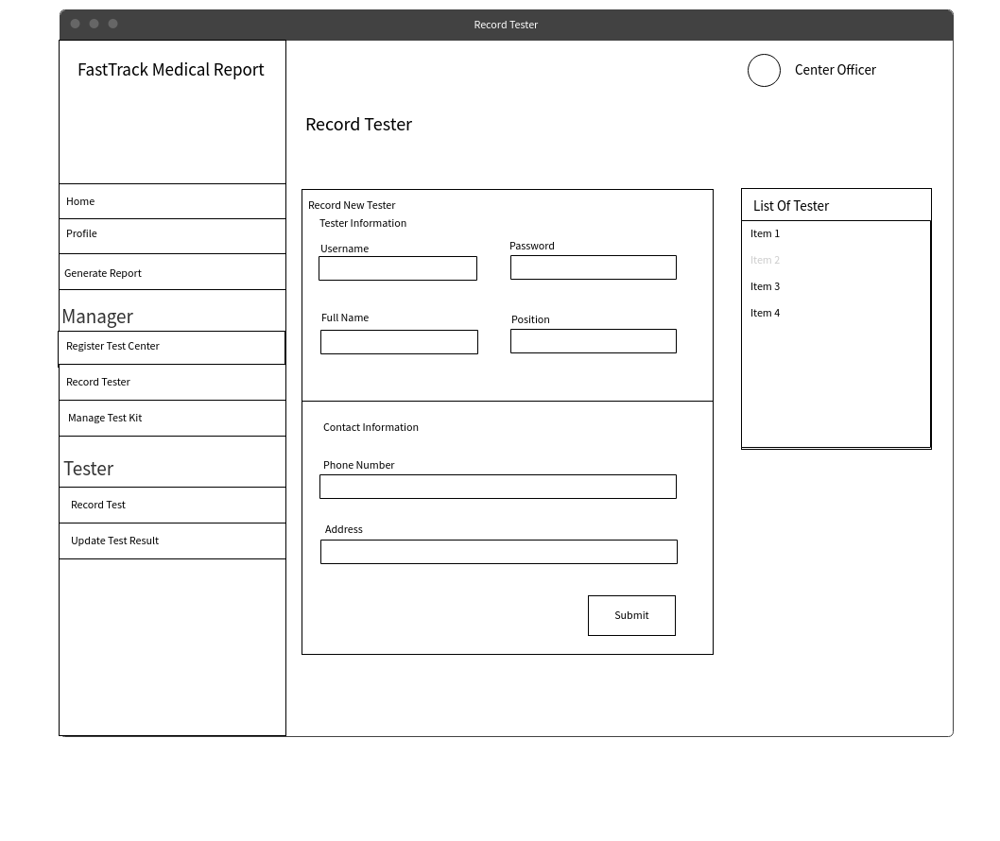 Record Tester
FastTrack Medical Report
Center Officer
Record Tester
Home
Profile
Generate Report
Manager
Register Test Center
Record Tester
Manage Test Kit
Tester
Record Test
Update Test Result
Record New Tester
Tester Information
Username
Password
Full Name
Position
Contact Information
Phone Number
Address
Submit
List Of Tester
Item 1
Item 2
Item 3
Item 4